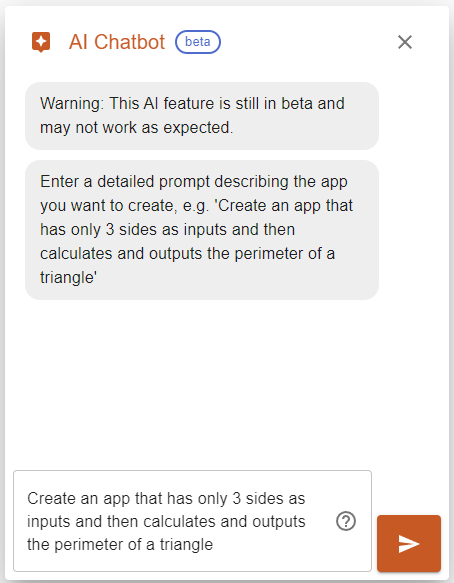 AI Chatbot beta
Warning: This AI feature is still in beta and
may not work as expected.
Enter a detailed prompt describing the app
you want to create, e.g. 'Create an app that
has only 3 sides as inputs and then
calculates and outputs the perimeter of a
triangle'
Create an app that has only 3 sides as
inputs and then calculates and outputs
the perimeter of a triangle